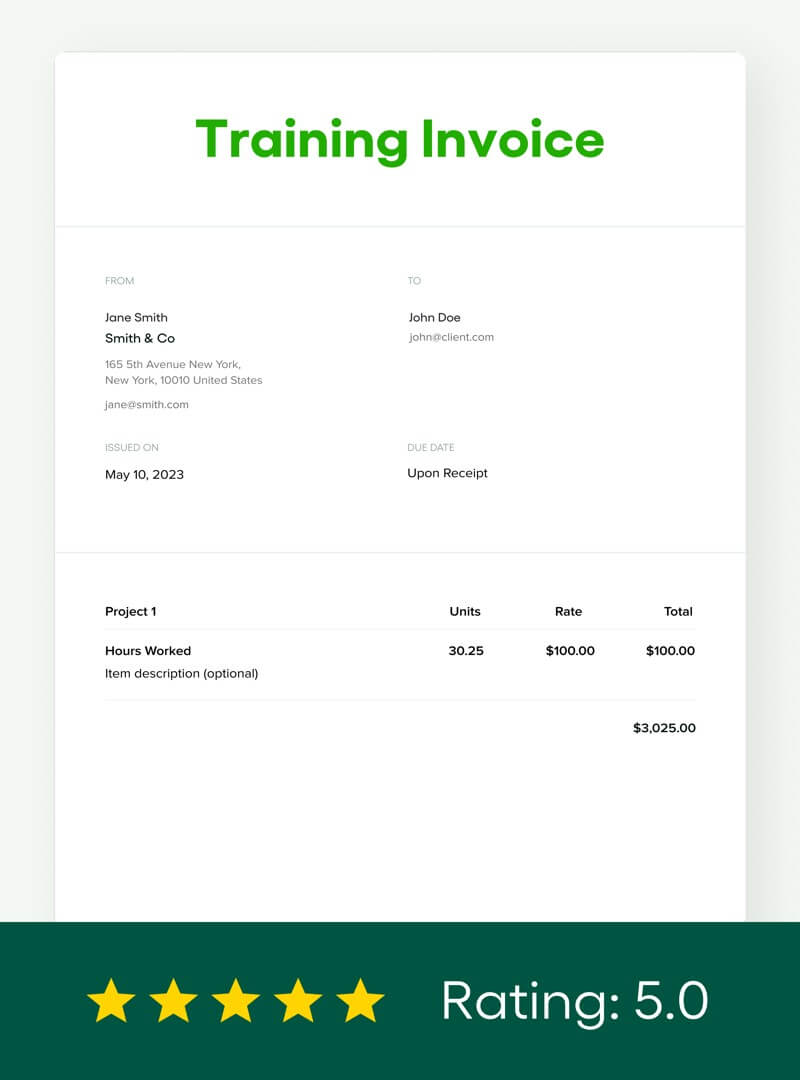 Training Invoice
FROM
TO
Jane Smith
John Doe
Smith & Co
john@client.com
165 5th Avenue New York,
New York, 10010 United States
jane@smith.com
ISSUED ON
DUE DATE
May 10, 2023
Upon Receipt
Project 1 Units Rate Total
Hours Worked 30.25 $100.00 $100.00
Item description (optional)
$3,025.00
Rating: 5.0